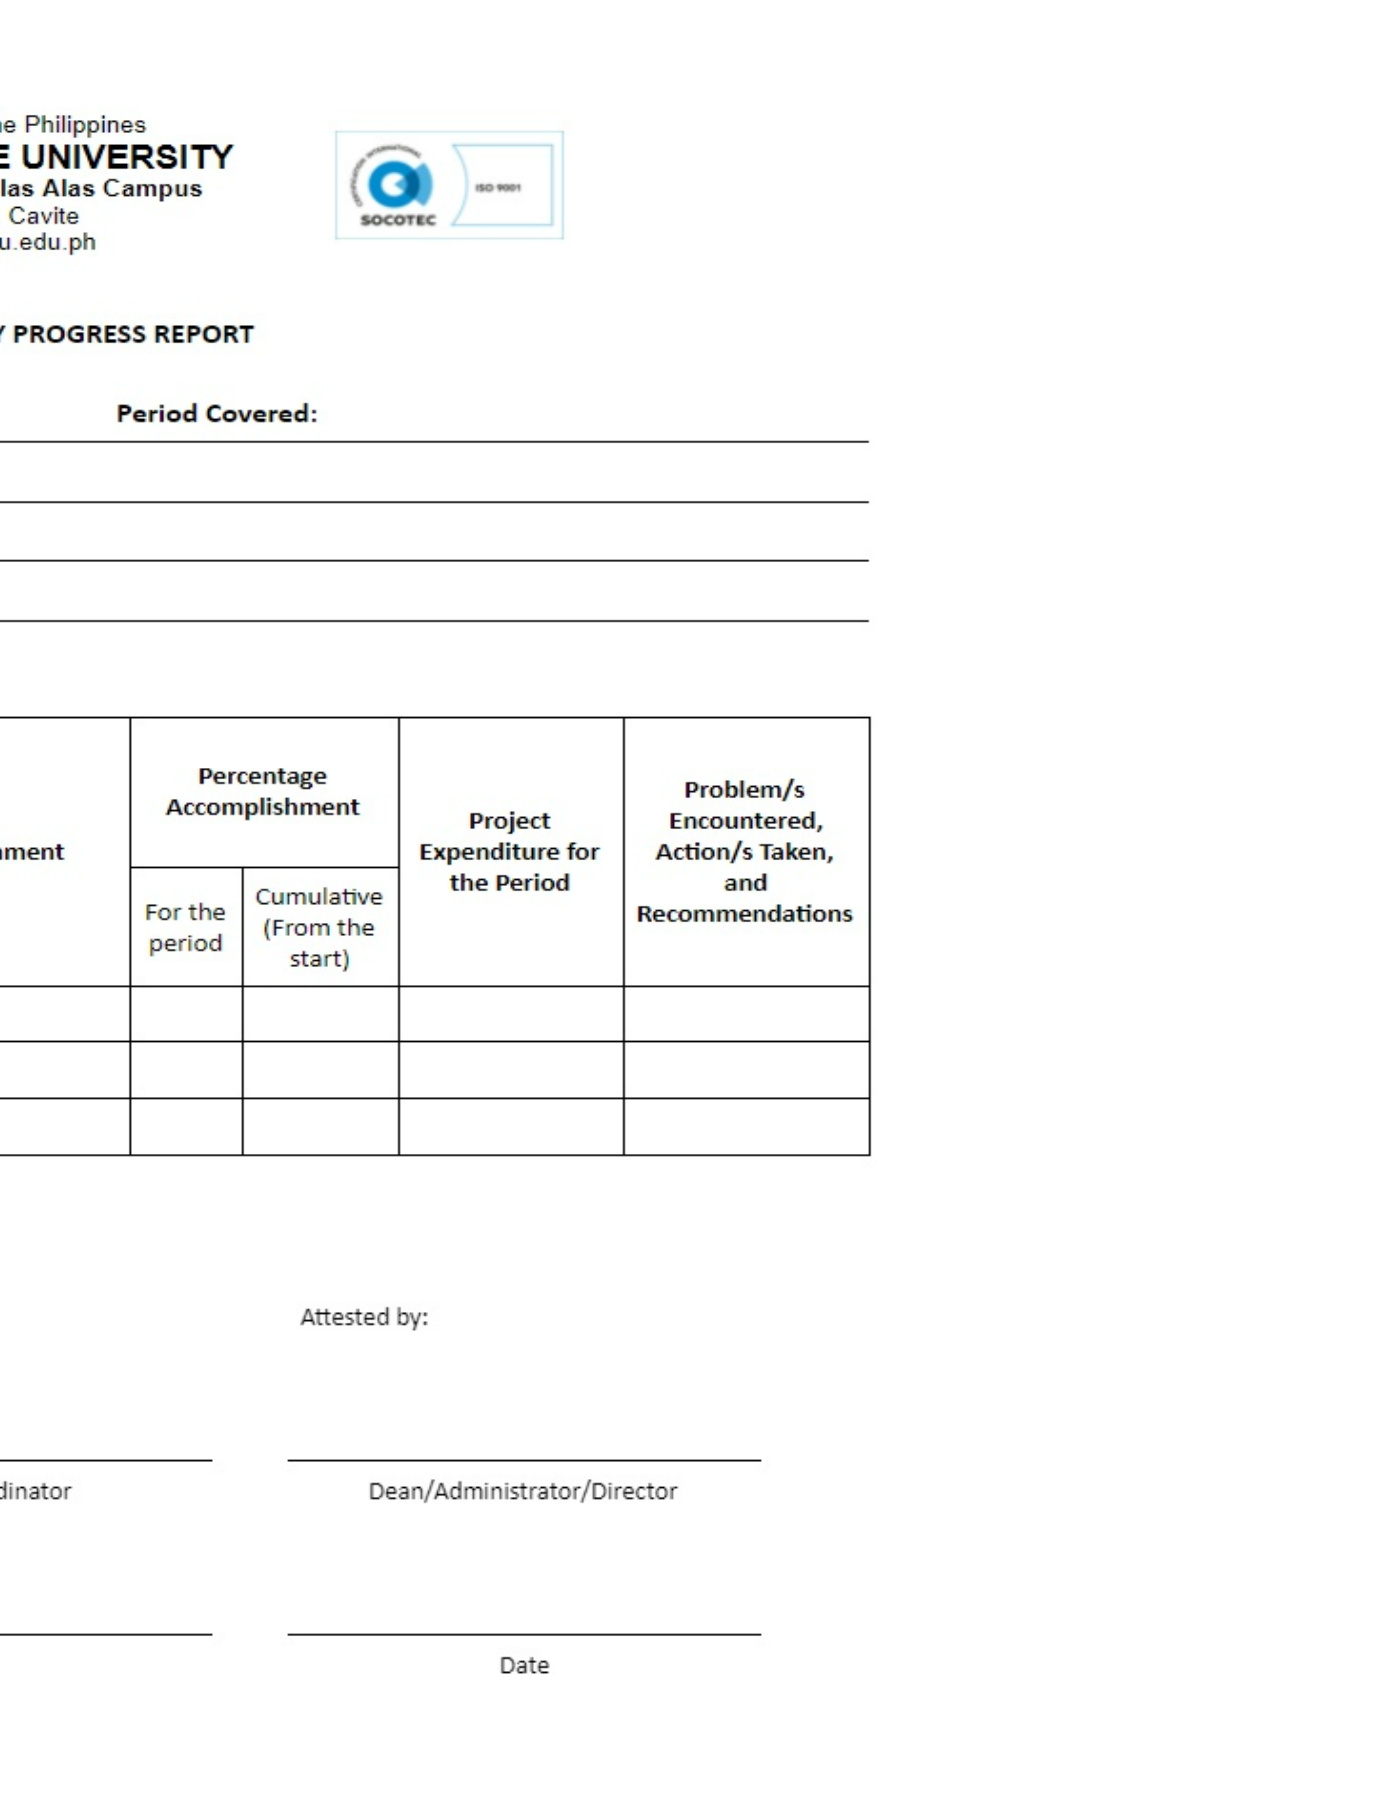 ne Philippines
E UNIVERSITY
las Alas Campus
Cavite
u.edu.ph
CERTIFICATION INTERNATIONAL
SOCOTEC
ISO 9001
Y PROGRESS REPORT
Period Covered:
Percentage
Accomplishment
ment
For the
period
Cumulative
(From the
start)
Project
Expenditure for
the Period
Problem/s
Encountered,
Action/s Taken,
and
Recommendations
Attested by:
dinator
Dean/Administrator/Director
Date